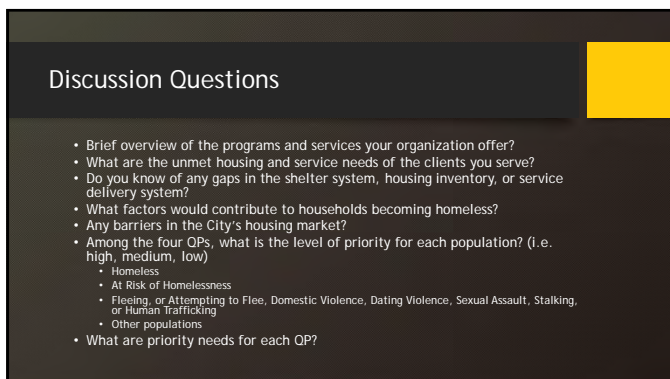 Discussion Questions
• Brief overview of the programs and services your organization offer?
• What are the unmet housing and service needs of the clients you serve?
• Do you know of any gaps in the shelter system, housing inventory, or service
delivery system?
• What factors would contribute to households becoming homeless?
• Any barriers in the City's housing market?
• Among the four QPs, what is the level of priority for each population? (i.e.
high, medium, low)
• Homeless
• At Risk of Homelessness
• Fleeing, or Attempting to Flee, Domestic Violence, Dating Violence, Sexual Assault, Stalking,
or Human Trafficking
• Other populations
• What are priority needs for each QP?